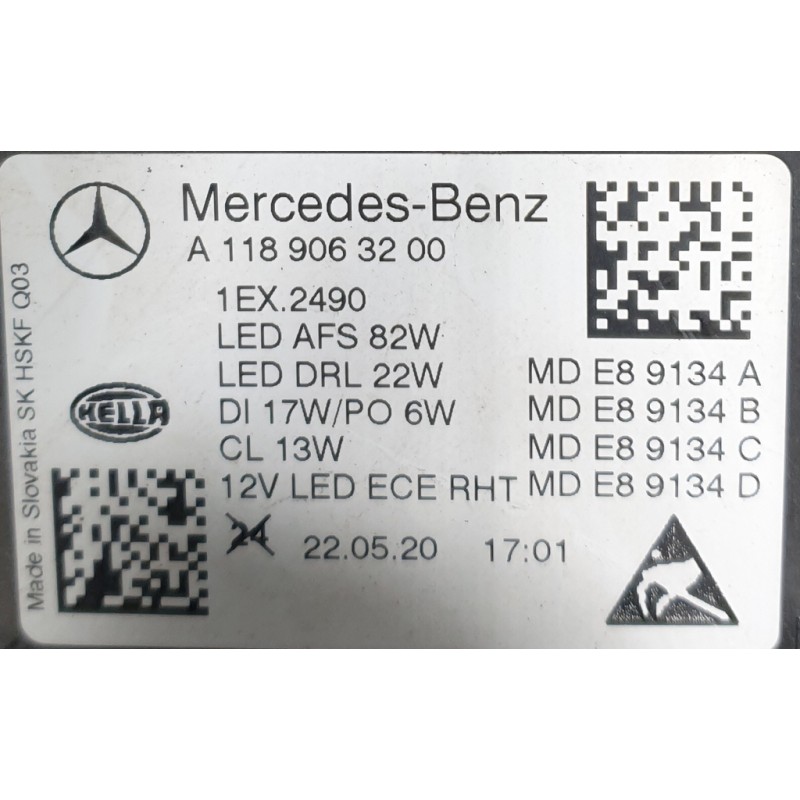 Mercedes-Benz
A 118 906 32 00
1EX.2490
LED AFS 82W
LED DRL 22W MD E8 9134 A
DI 17W/PO 6W MD E8 9134 B
CL 13W MD E8 9134 C
12V LED ECE RHT MD E8 9134 D
24 22.05.20 17:01
HELLA
Made in Slovakia SK HSKF Q03